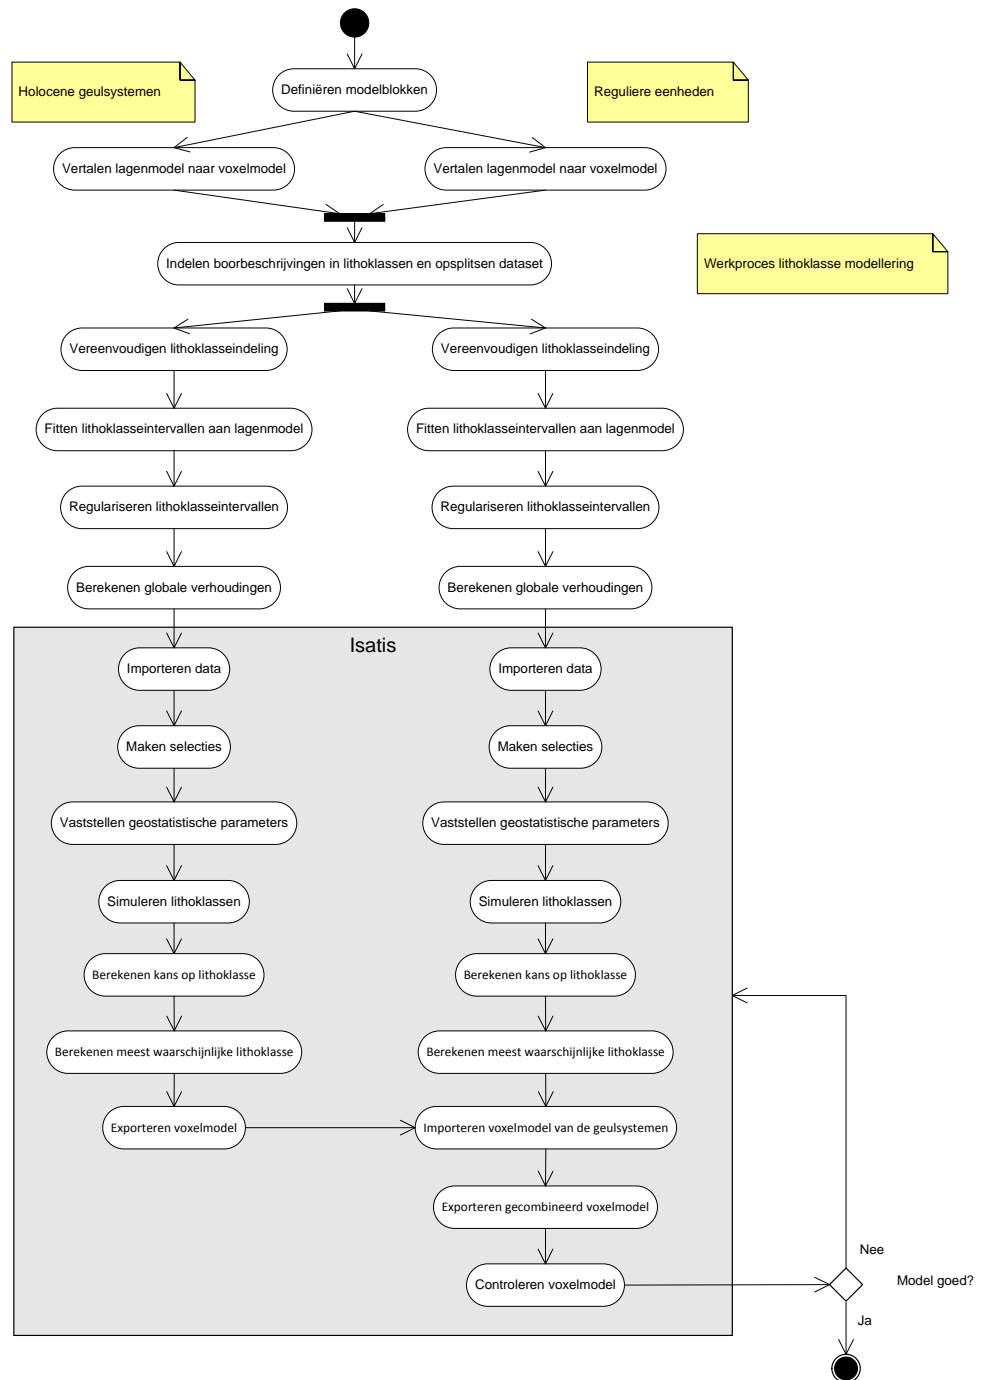 Holocene geulsystemen
Definiëren modelblokken
Reguliere eenheden
Vertalen lagenmodel naar voxelmodel
Vertalen lagenmodel naar voxelmodel
Indelen boorbeschrijvingen in lithoklassen en opsplitsen dataset
Werkproces lithoklasse modellering
Vereenvoudigen lithoklasseindeling
Vereenvoudigen lithoklasseindeling
Fitten lithoklasseintervallen aan lagenmodel
Fitten lithoklasseintervallen aan lagenmodel
Regulariseren lithoklasseintervallen
Regulariseren lithoklasseintervallen
Berekenen globale verhoudingen
Berekenen globale verhoudingen
Isatis
Importeren data
Importeren data
Maken selecties
Maken selecties
Vaststellen geostatistische parameters
Vaststellen geostatistische parameters
Simuleren lithoklassen
Simuleren lithoklassen
Berekenen kans op lithoklasse
Berekenen kans op lithoklasse
Berekenen meest waarschijnlijke lithoklasse
Berekenen meest waarschijnlijke lithoklasse
Exporteren voxelmodel
Importeren voxelmodel van de geulsystemen
Exporteren gecombineerd voxelmodel
Nee
Controleren voxelmodel
Model goed?
Ja